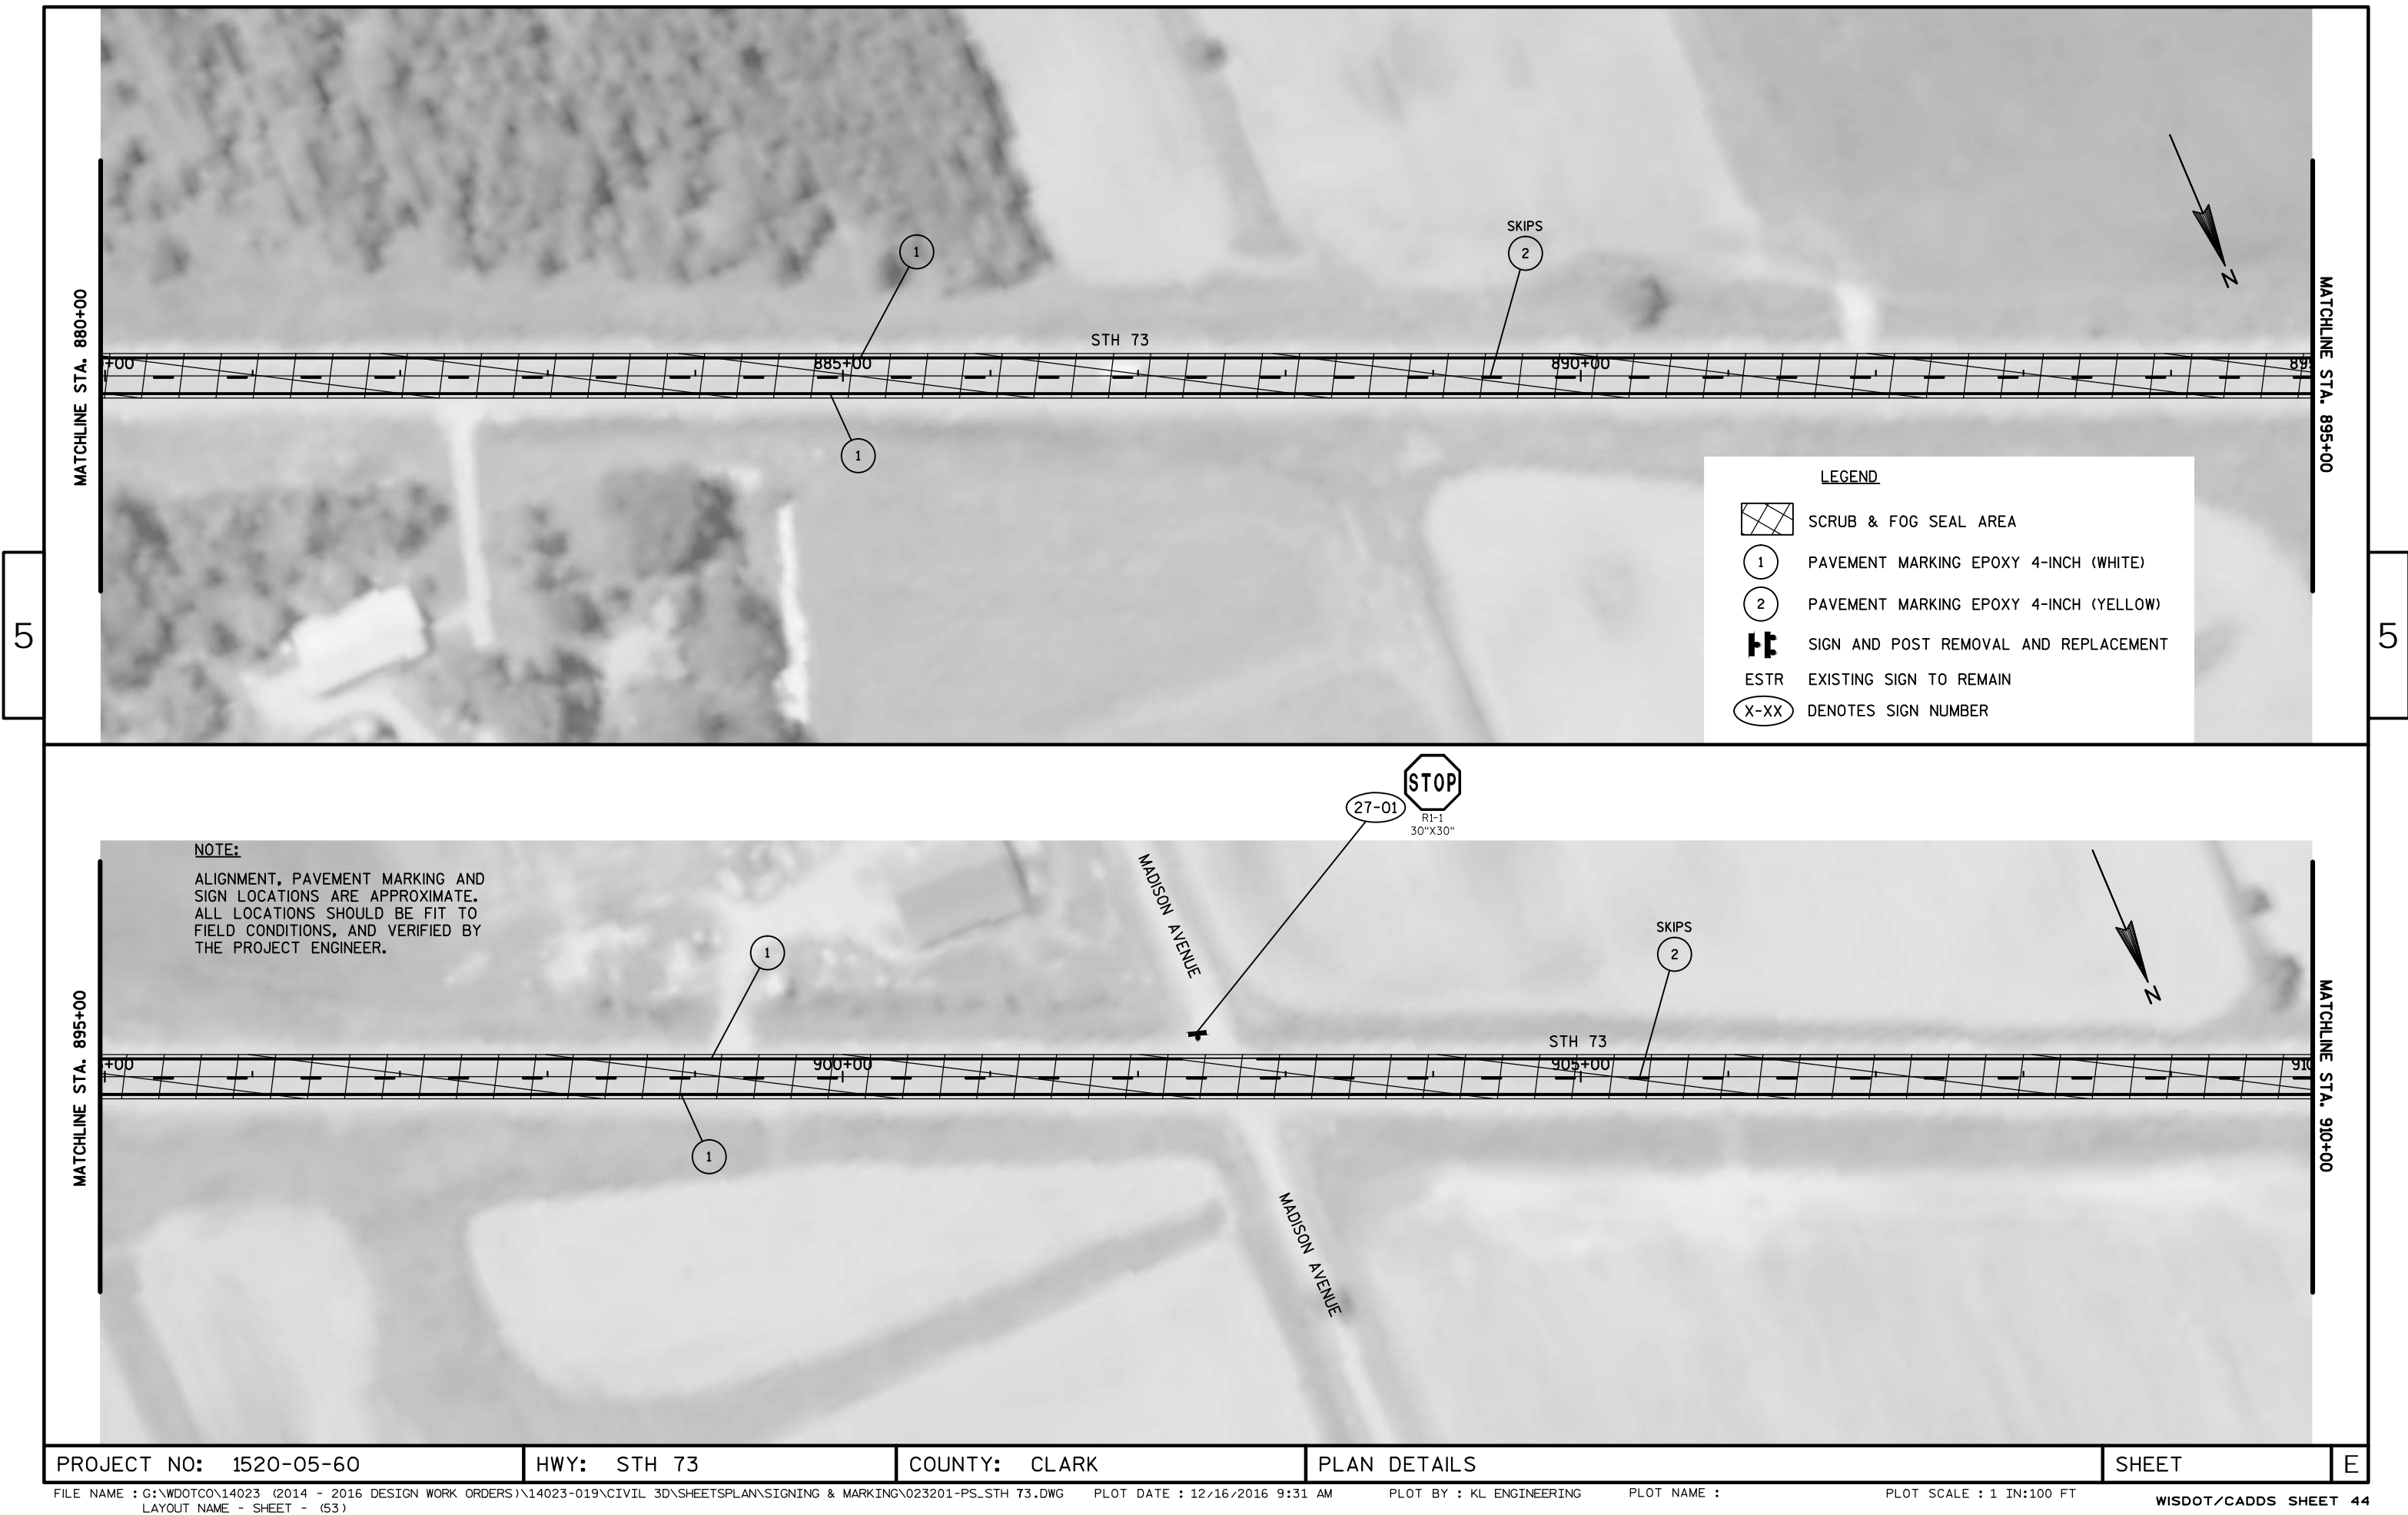 SKIPS
1
2
STH 73
MATCHLINE STA. 880+00
+00
885+00
890+00
895
MATCHLINE STA. 895+00
N
1
LEGEND
SCRUB & FOG SEAL AREA
1 PAVEMENT MARKING EPOXY 4-INCH (WHITE)
2 PAVEMENT MARKING EPOXY 4-INCH (YELLOW)
SIGN AND POST REMOVAL AND REPLACEMENT
ESTR EXISTING SIGN TO REMAIN
X-XX DENOTES SIGN NUMBER
5
5
STOP
27-01
R1-1
30"X30"
NOTE:
ALIGNMENT, PAVEMENT MARKING AND
SIGN LOCATIONS ARE APPROXIMATE.
ALL LOCATIONS SHOULD BE FIT TO
FIELD CONDITIONS, AND VERIFIED BY
THE PROJECT ENGINEER.
MADISON AVENUE
SKIPS
1
2
N
STH 73
MATCHLINE STA. 895+00
+00
900+00
905+00
910
MATCHLINE STA. 910+00
1
MADISON AVENUE
PROJECT NO: 1520-05-60
HWY: STH 73
COUNTY: CLARK
PLAN DETAILS
SHEET
E
FILE NAME : G:\WDOTCO\14023 (2014 - 2016 DESIGN WORK ORDERS)\14023-019\CIVIL 3D\SHEETSPLAN\SIGNING & MARKING\023201-PS_STH 73.DWG
PLOT DATE : 12/16/2016 9:31 AM
PLOT BY : KL ENGINEERING
PLOT NAME :
PLOT SCALE : 1 IN:100 FT
WISDOT/CADDS SHEET 44
LAYOUT NAME - SHEET - (53)